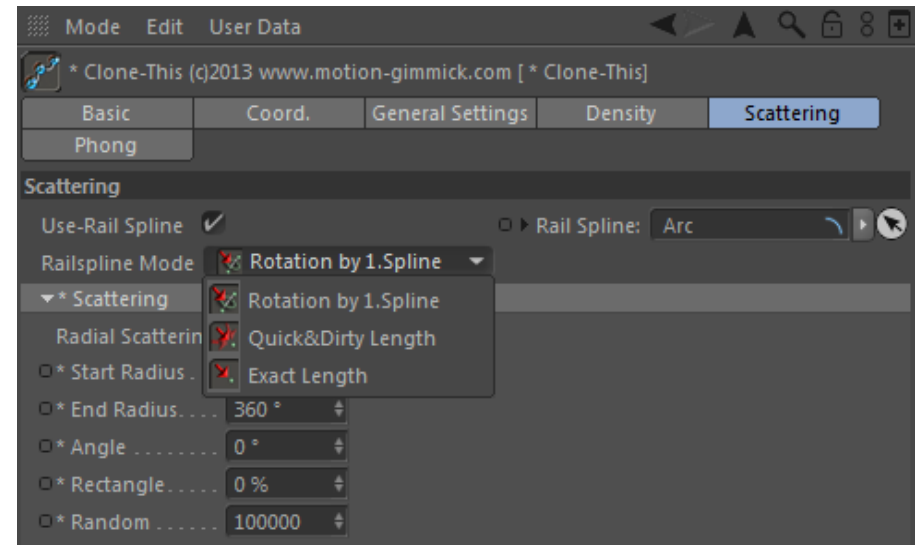 Mode Edit User Data
* Clone-This (c)2013 www.motion-gimmick.com [ * Clone-This]
Basic Coord. General Settings Density Scattering
Phong
Scattering
Use-Rail Spline Rail Spline: Arc
Railspline Mode Rotation by 1.Spline
* Scattering Rotation by 1.Spline
Radial Scatterin Quick&Dirty Length
* Start Radius . Exact Length
* End Radius. . . . 360 °
* Angle . . . . . . . . 0 °
* Rectangle. . . . . 0 %
* Random . . . . . . 100000